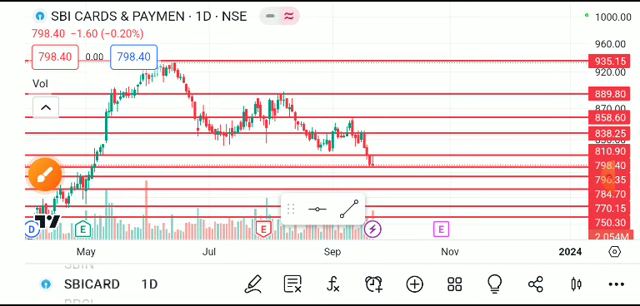 SBI CARDS & PAYMEN · 1D · NSE
798.40 −1.60 (−0.20%)
798.40 0.00 798.40
Vol
1000.00
960.00
935.15
920.00
889.80
858.60
838.25
810.90
798.40
796.35
784.70
770.15
750.30
2.054M
D E E E
May Jul Sep Nov 2024
SBIN
SBICARD 1D